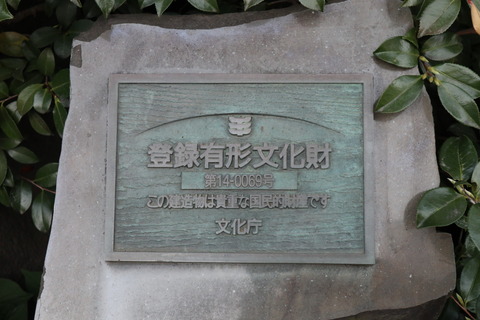 登録有形文化財
第14-0069号
この建造物は貴重な国民的財産です
文化庁